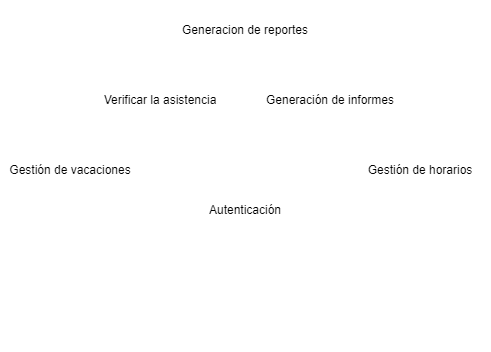 Generacion de reportes
Verificar la asistencia
Generación de informes
Gestión de vacaciones
Gestión de horarios
Autenticación